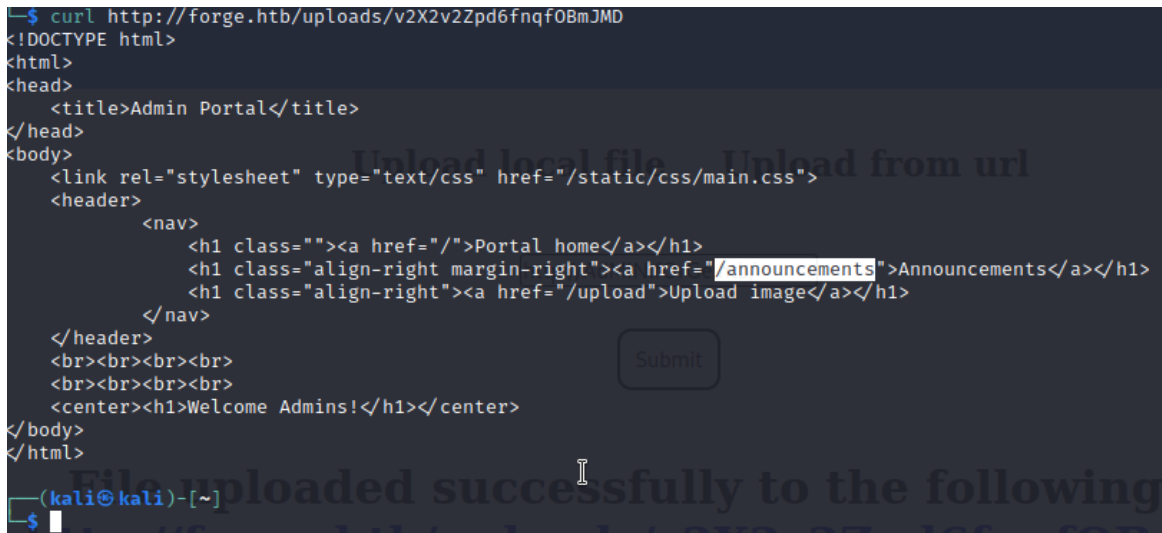 └─$ curl http://forge.htb/uploads/v2X2v2Zpd6fnqfOBmJMD
<!DOCTYPE html>
<html>
<head>
    <title>Admin Portal</title>
</head>
<body>
Upload local file    Upload from url
    <link rel="stylesheet" type="text/css" href="/static/css/main.css">
    <header>
            <nav>
                <h1 class=""><a href="/">Portal home</a></h1>
                <h1 class="align-right margin-right"><a href="/announcements">Announcements</a></h1>
                <h1 class="align-right"><a href="/upload">Upload image</a></h1>
            </nav>
    </header>
    <br><br><br><br>
Submit
    <br><br><br><br>
    <center><h1>Welcome Admins!</h1></center>
</body>
</html>
File uploaded successfully to the following
┌──(kali㉿kali)-[~]
└─$